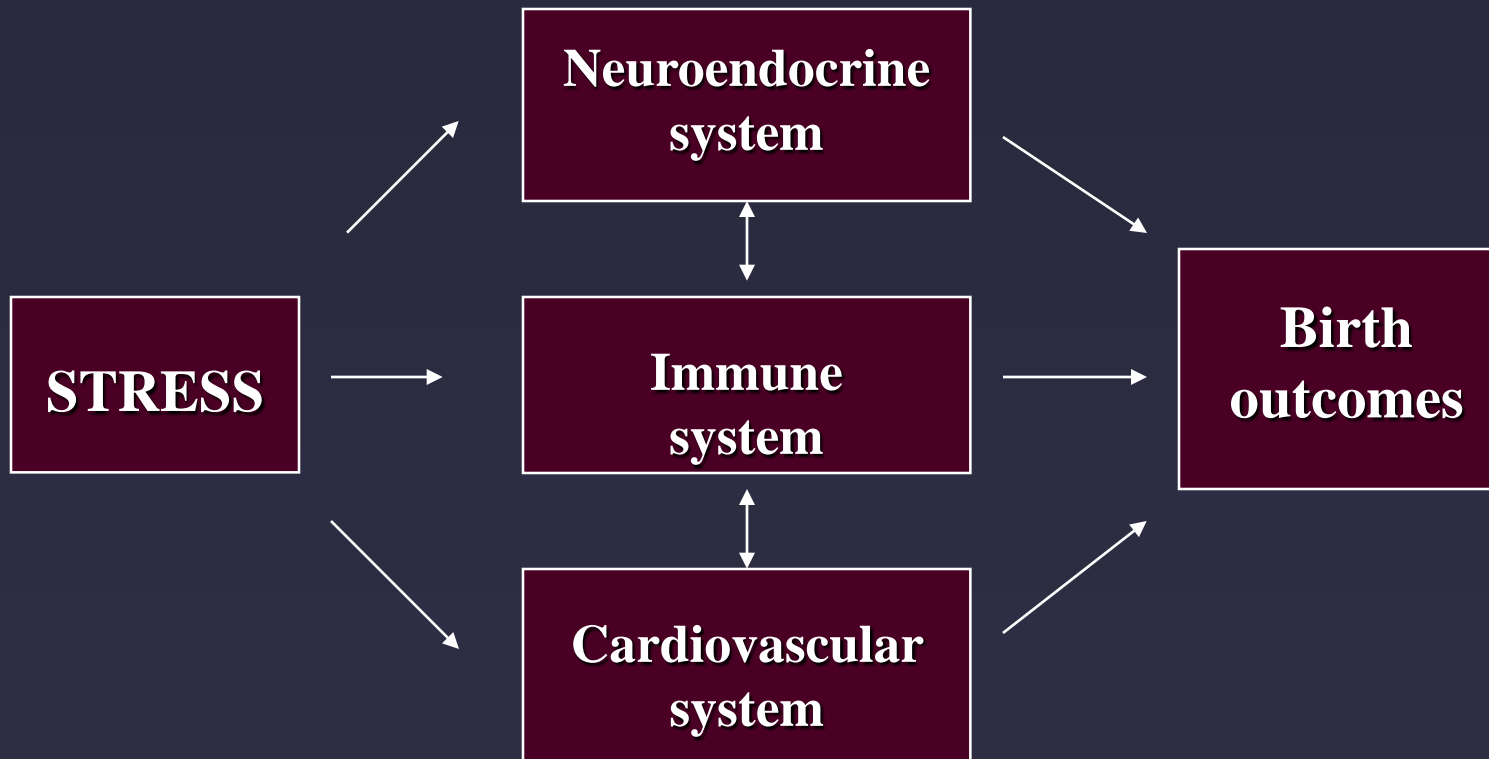 Neuroendocrine
system
STRESS
Immune
system
Birth
outcomes
Cardiovascular
system